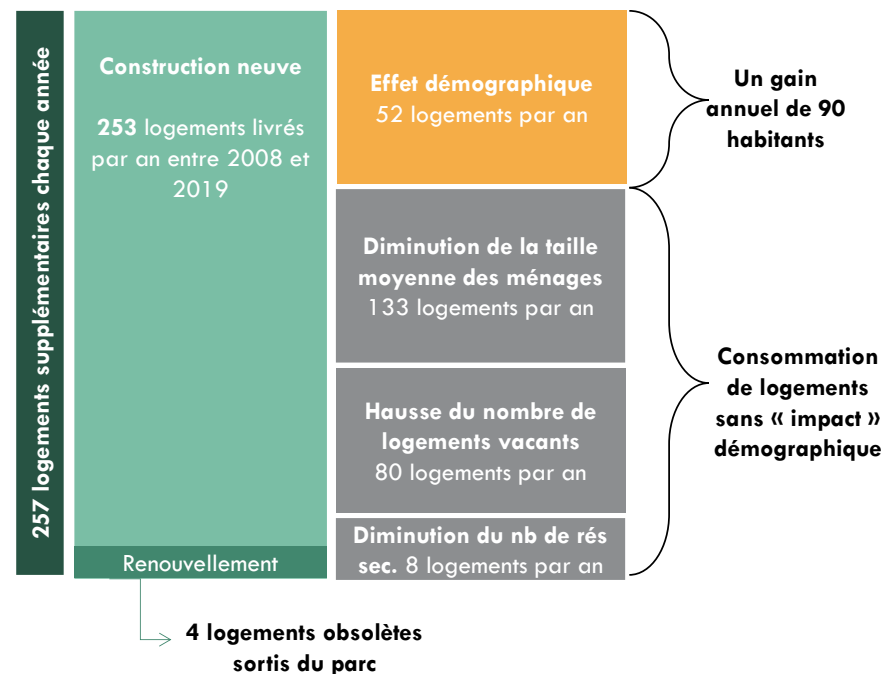 257 logements supplémentaires chaque année
Construction neuve
253 logements livrés
par an entre 2008 et
2019
Renouvellement
4 logements obsolètes
sortis du parc
Effet démographique
52 logements par an
Diminution de la taille
moyenne des ménages
133 logements par an
Hausse du nombre de
logements vacants
80 logements par an
Diminution du nb de rés
sec. 8 logements par an
Un gain
annuel de 90
habitants
Consommation
de logements
sans « impact »
démographique